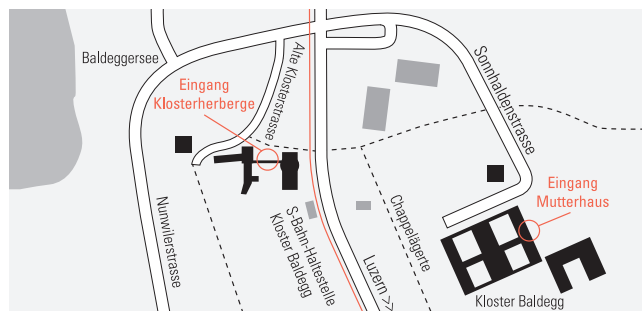 Baldeggersee
Eingang
Klosterherberge
Alte Klosterstrasse
Sonnhaldenstrasse
Nunwilerstrasse
S-Bahn-Haltestelle
Kloster Baldegg
Luzern >>
Chappelägerte
Eingang
Mutterhaus
Kloster Baldegg